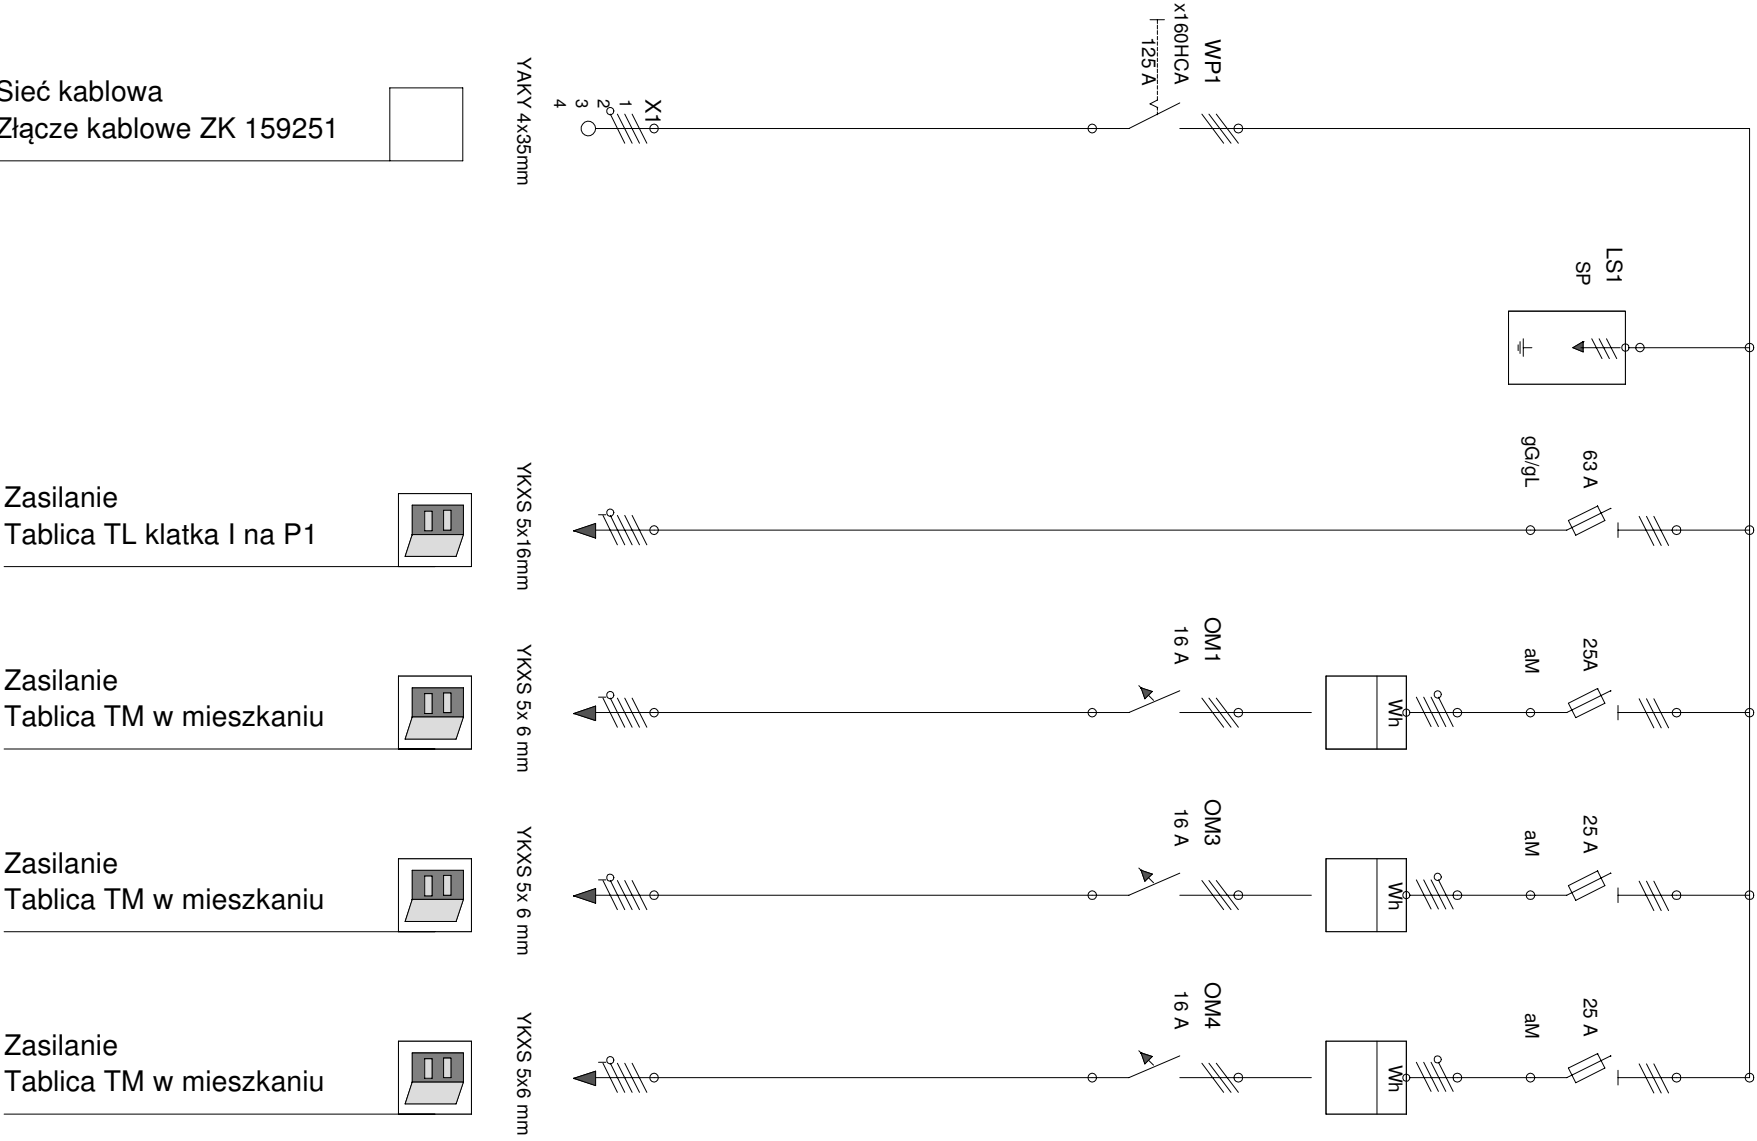 Sieć kablowa
Złącze kablowe ZK 159251
YAKY 4x35mm
X1
1
2
3
4
WP1
x160HCA
125 A
LS1
SP
Zasilanie
Tablica TL klatka I na P1
YKXS 5x16mm
63 A
gG/gL
Zasilanie
Tablica TM w mieszkaniu
YKXS 5x 6 mm
OM1
16 A
Wh
25A
aM
Zasilanie
Tablica TM w mieszkaniu
YKXS 5x 6 mm
OM3
16 A
Wh
25 A
aM
Zasilanie
Tablica TM w mieszkaniu
YKXS 5x6 mm
OM4
16 A
Wh
25 A
aM